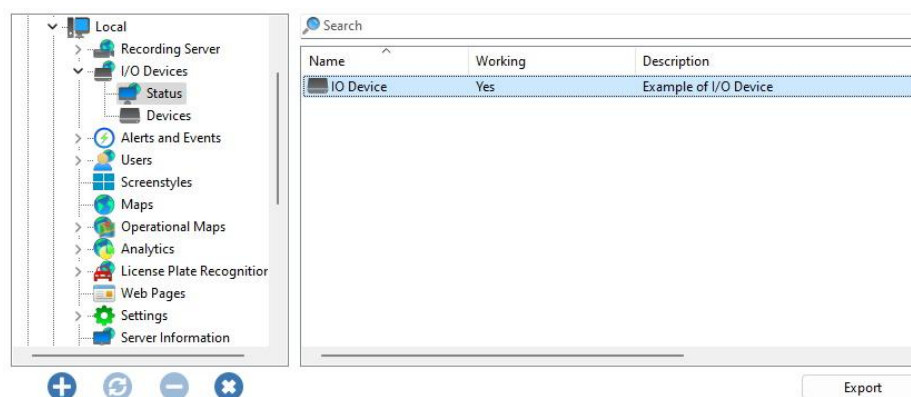 Local
Recording Server
I/O Devices
Status
Devices
Alerts and Events
Users
Screenstyles
Maps
Operational Maps
Analytics
License Plate Recognitior
Web Pages
Settings
Server Information
Search
Name Working Description
IO Device Yes Example of I/O Device
Export